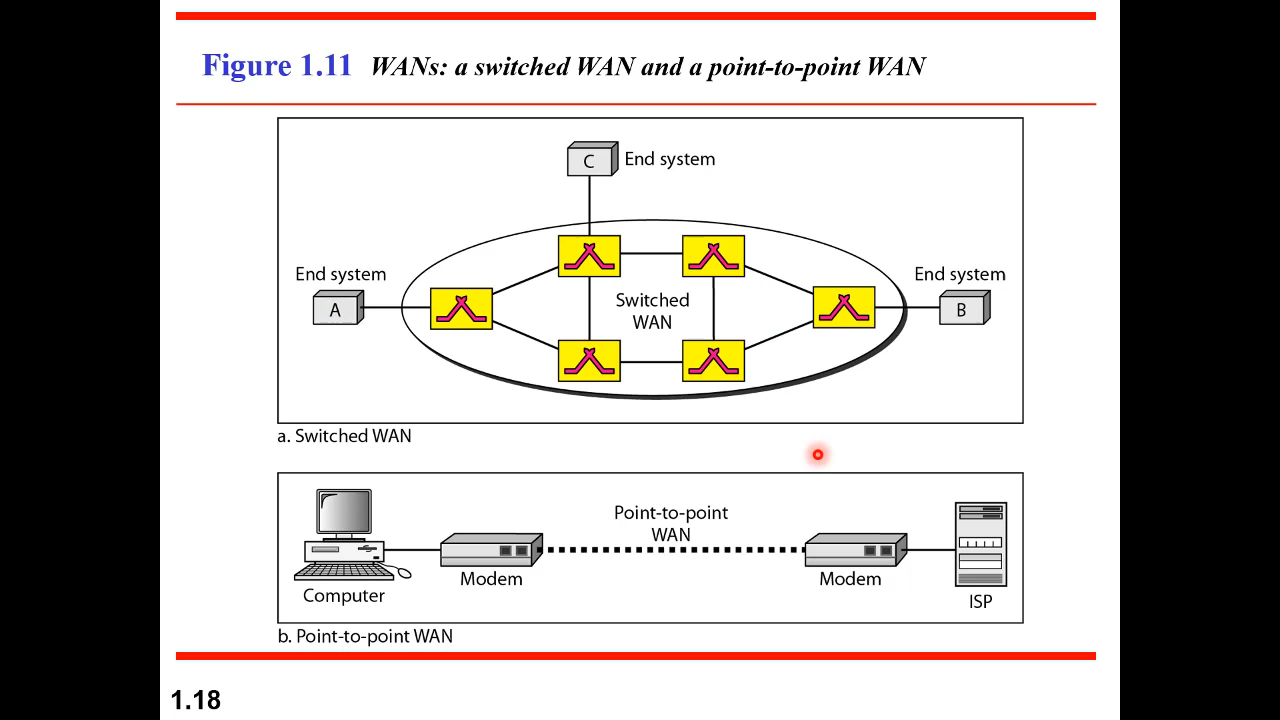 Figure 1.11 WANs: a switched WAN and a point-to-point WAN
C
End system
End system
A
Switched
WAN
End system
B
a. Switched WAN
Point-to-point
WAN
Computer
Modem
Modem
ISP
b. Point-to-point WAN
1.18